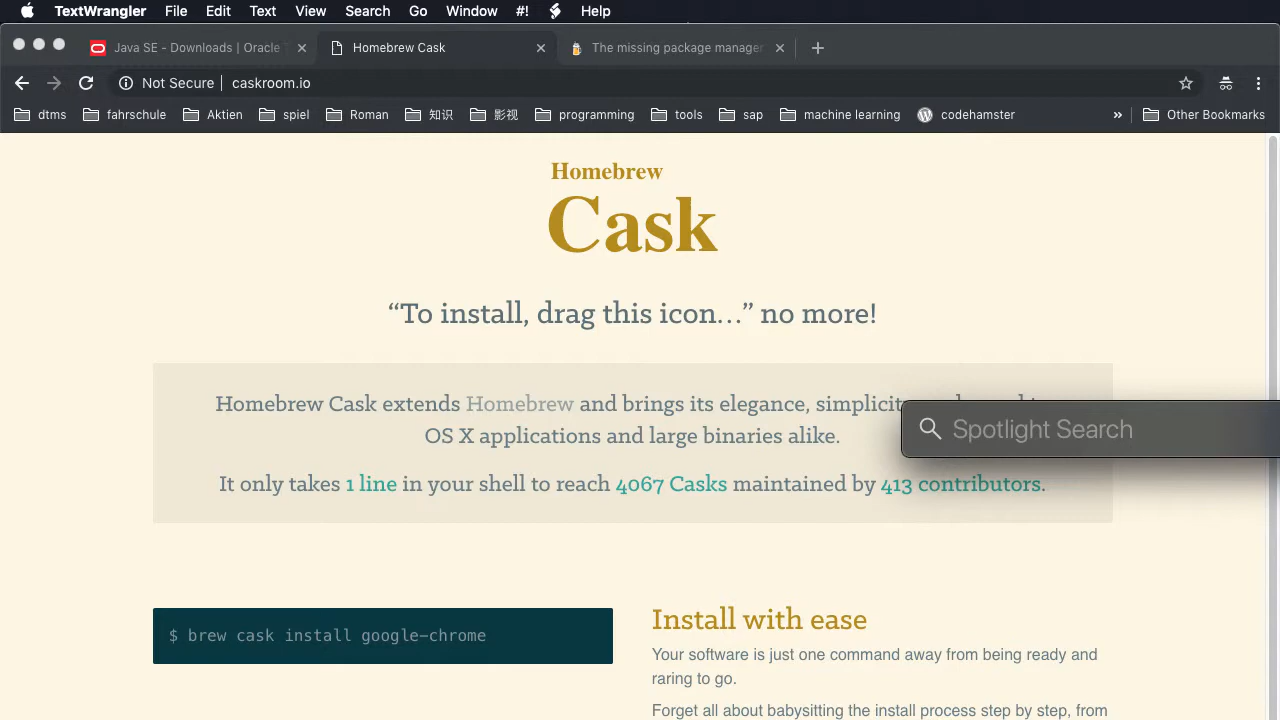 TextWrangler File Edit Text View Search Go Window #! Help
Java SE - Downloads | Oracle
Homebrew Cask
The missing package manager
Not Secure | caskroom.io
dtms fahrschule Aktien spiel Roman 知识 影视 programming tools sap machine learning codehamster » Other Bookmarks
Homebrew
Cask
“To install, drag this icon…” no more!
Homebrew Cask extends Homebrew and brings its elegance, simplicity
OS X applications and large binaries alike.
Spotlight Search
It only takes 1 line in your shell to reach 4067 Casks maintained by 413 contributors.
$ brew cask install google-chrome
Install with ease
Your software is just one command away from being ready and
raring to go.
Forget all about babysitting the install process step by step, from